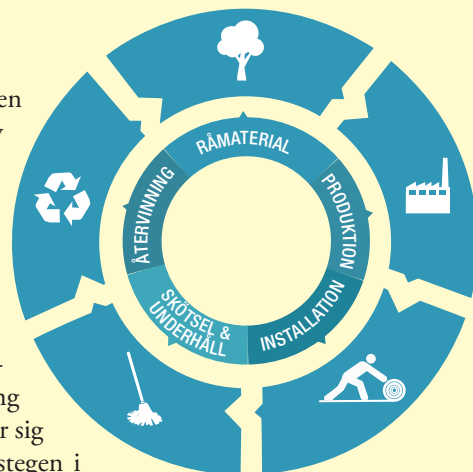 en
RÅMATERIAL
PRODUKTION
INSTALLATION
SKÖTSEL &
UNDERHÅLL
ÅTERVINNING
ng
r sig
stegen i